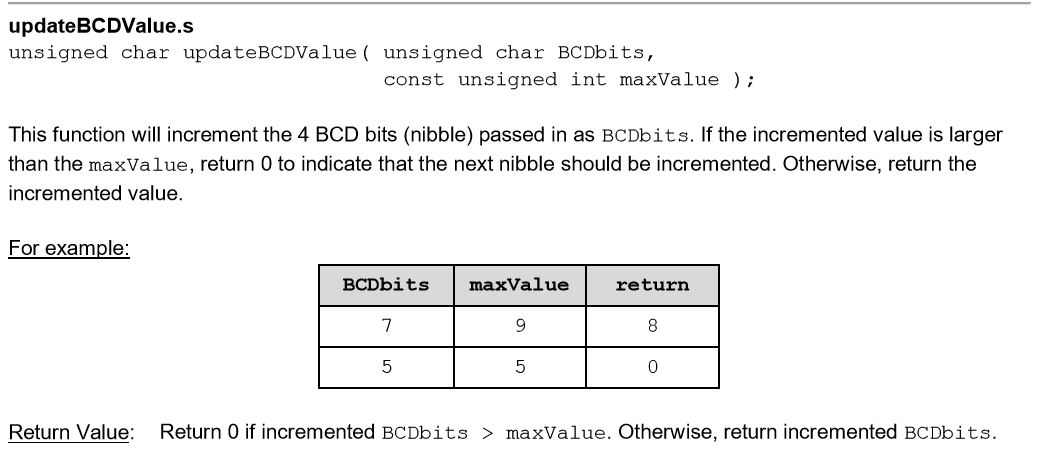 updateBCDValue.s
unsigned char updateBCDValue( unsigned char BCDbits,
const unsigned int maxValue );
This function will increment the 4 BCD bits (nibble) passed in as BCDbits. If the incremented value is larger
than the maxValue, return 0 to indicate that the next nibble should be incremented. Otherwise, return the
incremented value.
For example:
BCDbits maxValue return
7 9 8
5 5 0
Return Value: Return 0 if incremented BCDbits > maxValue. Otherwise, return incremented BCDbits.